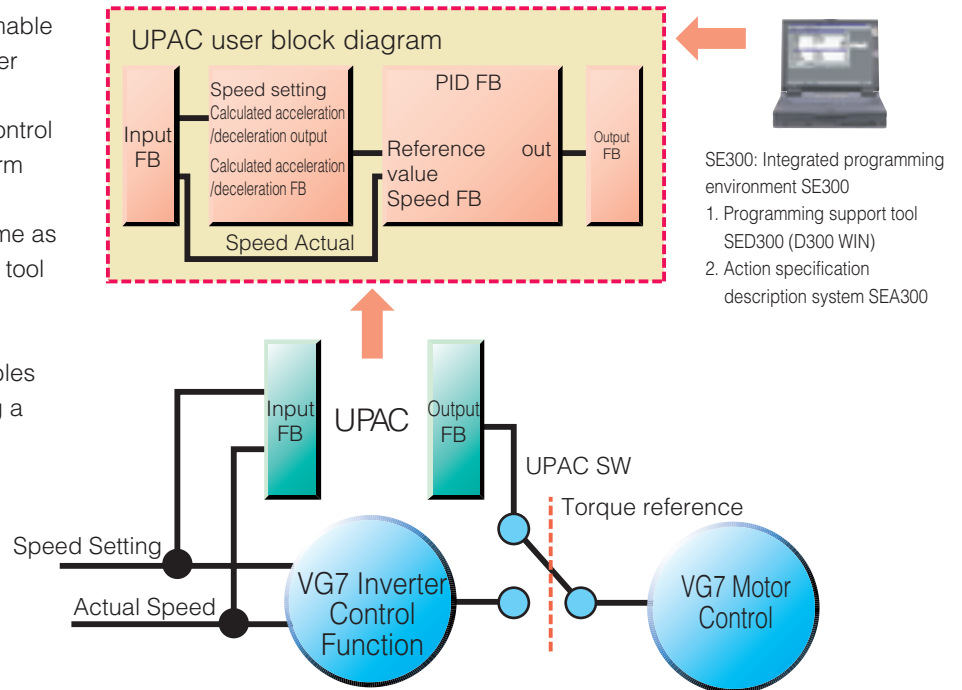 nable
er
ontrol
rm
me as
tool
bles
g a
UPAC user block diagram
Input
FB
Speed setting
Calculated acceleration
/deceleration output
Calculated acceleration
/deceleration FB
PID FB
Reference
value
out
Speed FB
Output
FB
Speed Actual
SE300: Integrated programming
environment SE300
1. Programming support tool
SED300 (D300 WIN)
2. Action specification
description system SEA300
Input
FB
UPAC
Output
FB
UPAC SW
Torque reference
Speed Setting
Actual Speed
VG7 Inverter
Control
Function
VG7 Motor
Control